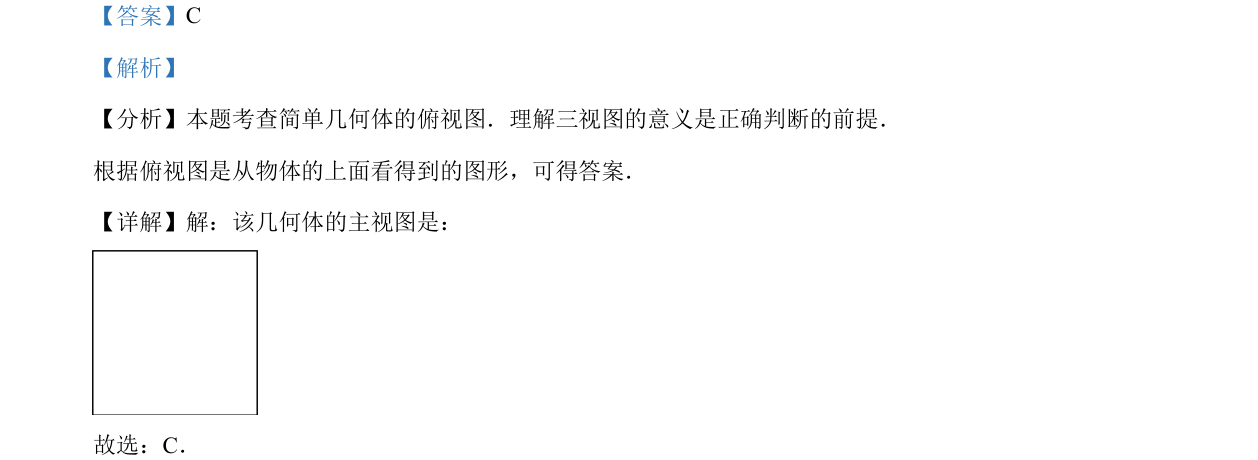 【答案】C
【解析】
【分析】本题考查简单几何体的俯视图．理解三视图的意义是正确判断的前提．
根据俯视图是从物体的上面看得到的图形，可得答案．
【详解】解：该几何体的主视图是：
故选：C．